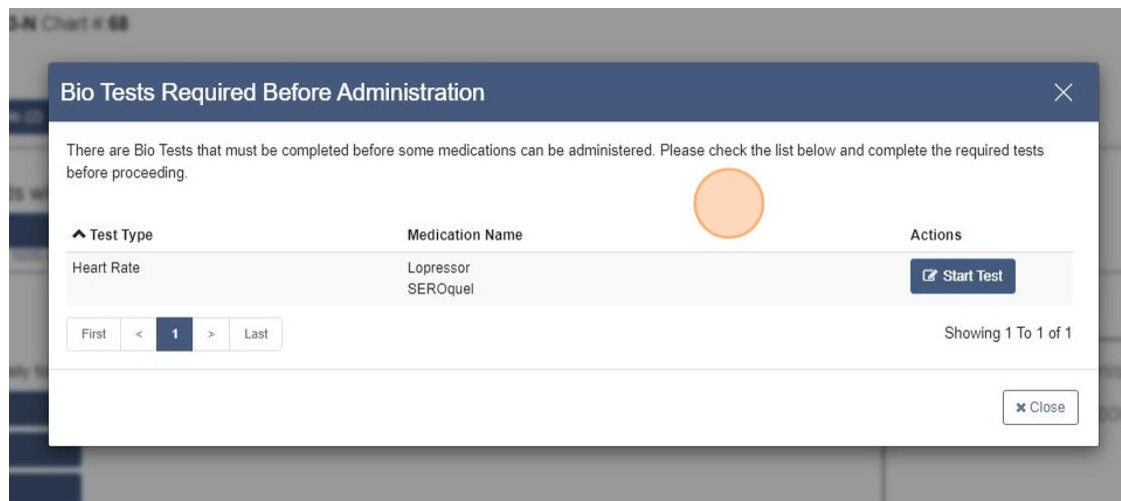 Chart # 68
Bio Tests Required Before Administration
There are Bio Tests that must be completed before some medications can be administered. Please check the list below and complete the required tests
before proceeding.
Test Type Medication Name Actions
Heart Rate Lopressor Start Test
SEROquel
First < 1 > Last Showing 1 To 1 of 1
Close